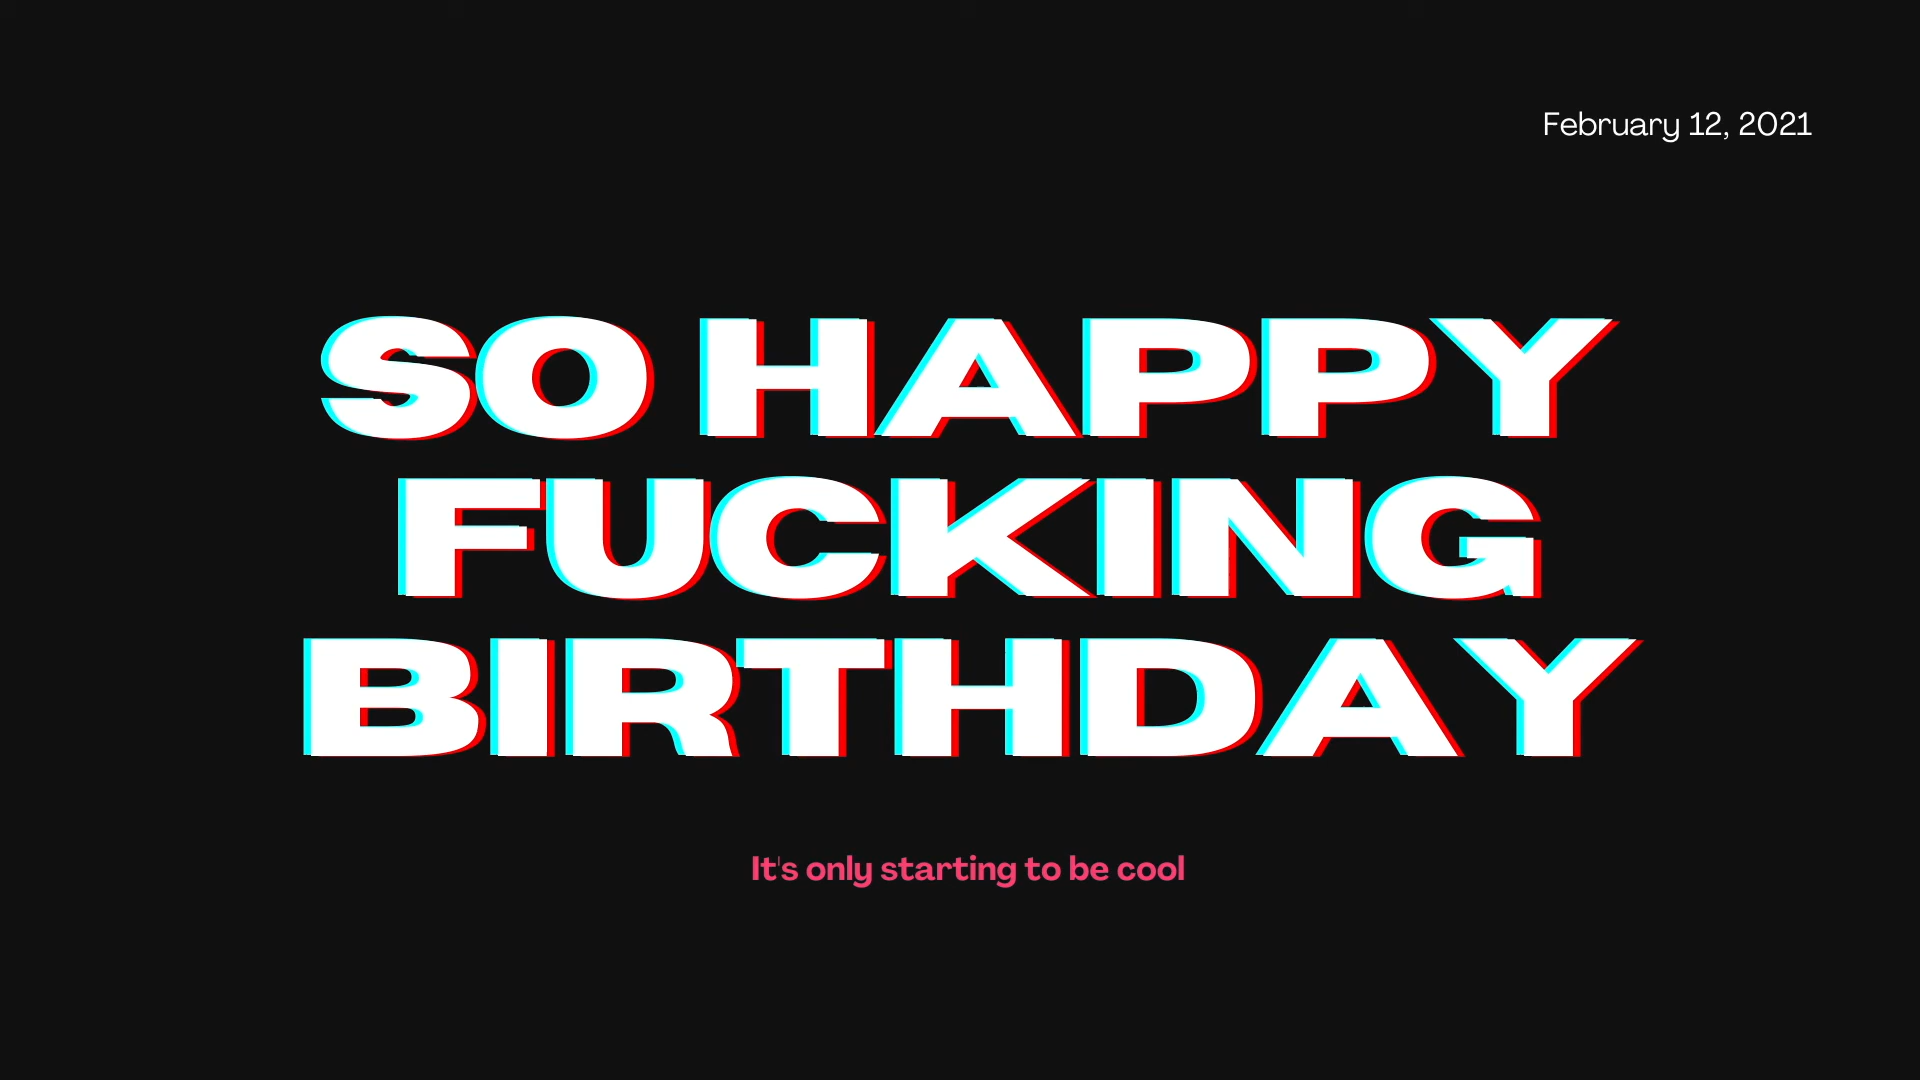 February 12, 2021
SO HAPPY
FUCKING
BIRTHDAY
It's only starting to be cool